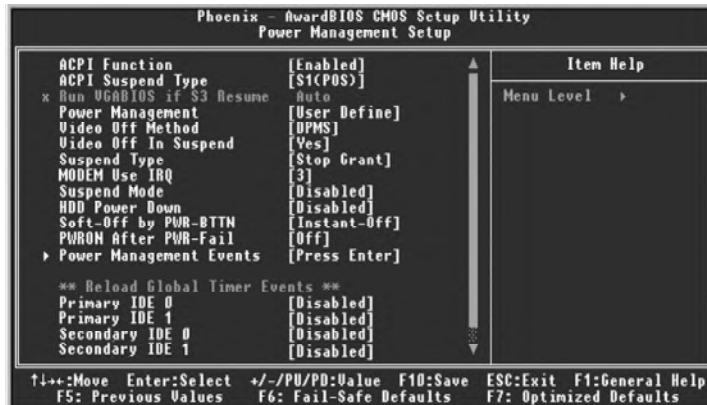 Phoenix - AwardBIOS CMOS Setup Utility
Power Management Setup
ACPI Function [Enabled]
ACPI Suspend Type [S1(POS)]
x Run VGABIOS if S3 Resume Auto
Power Management [User Define]
Video Off Method [DPMS]
Video Off In Suspend [Yes]
Suspend Type [Stop Grant]
MODEM Use IRQ [3]
Suspend Mode [Disabled]
HDD Power Down [Disabled]
Soft-Off by PWR-BTTN [Instant-Off]
PWRON After PWR-Fail [Off]
▸ Power Management Events [Press Enter]
** Reload Global Timer Events **
Primary IDE 0 [Disabled]
Primary IDE 1 [Disabled]
Secondary IDE 0 [Disabled]
Secondary IDE 1 [Disabled]
Item Help
Menu Level ▸
↑↓→←:Move Enter:Select +/-/PU/PD:Value F10:Save ESC:Exit F1:General Help
F5: Previous Values F6: Fail-Safe Defaults F7: Optimized Defaults